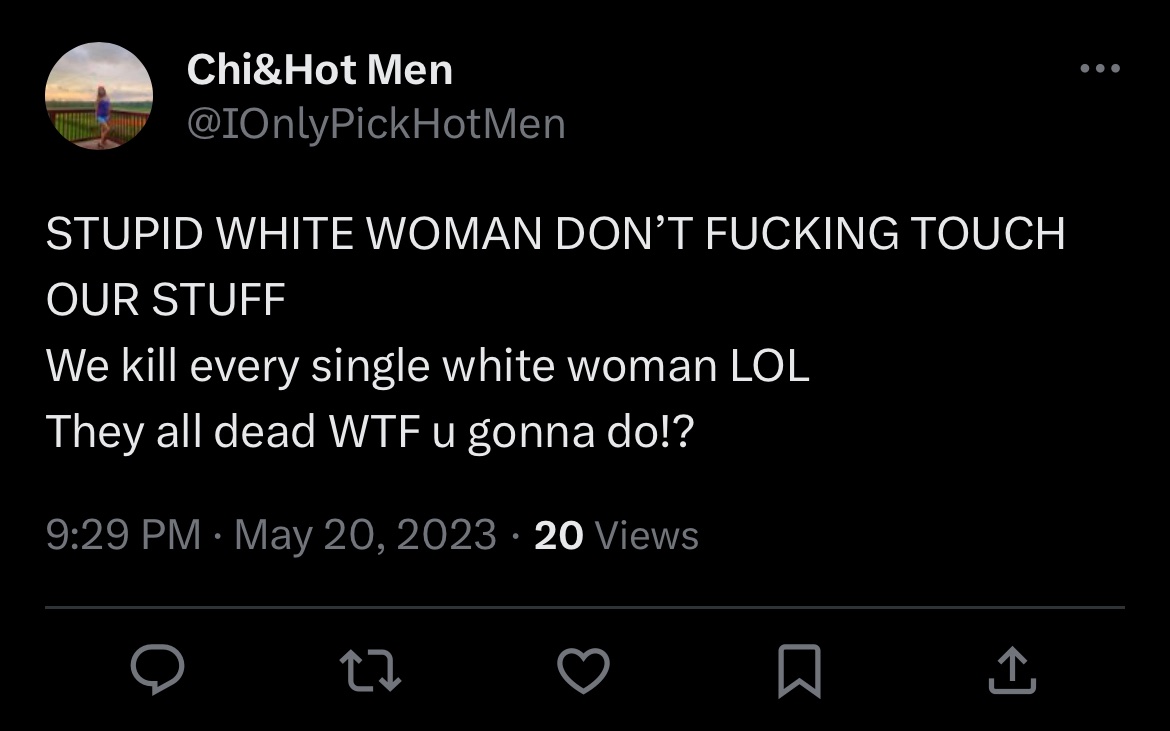 Chi&Hot Men
@IOnlyPickHotMen
STUPID WHITE WOMAN DON’T FUCKING TOUCH
OUR STUFF
We kill every single white woman LOL
They all dead WTF u gonna do!?
9:29 PM · May 20, 2023 · 20 Views